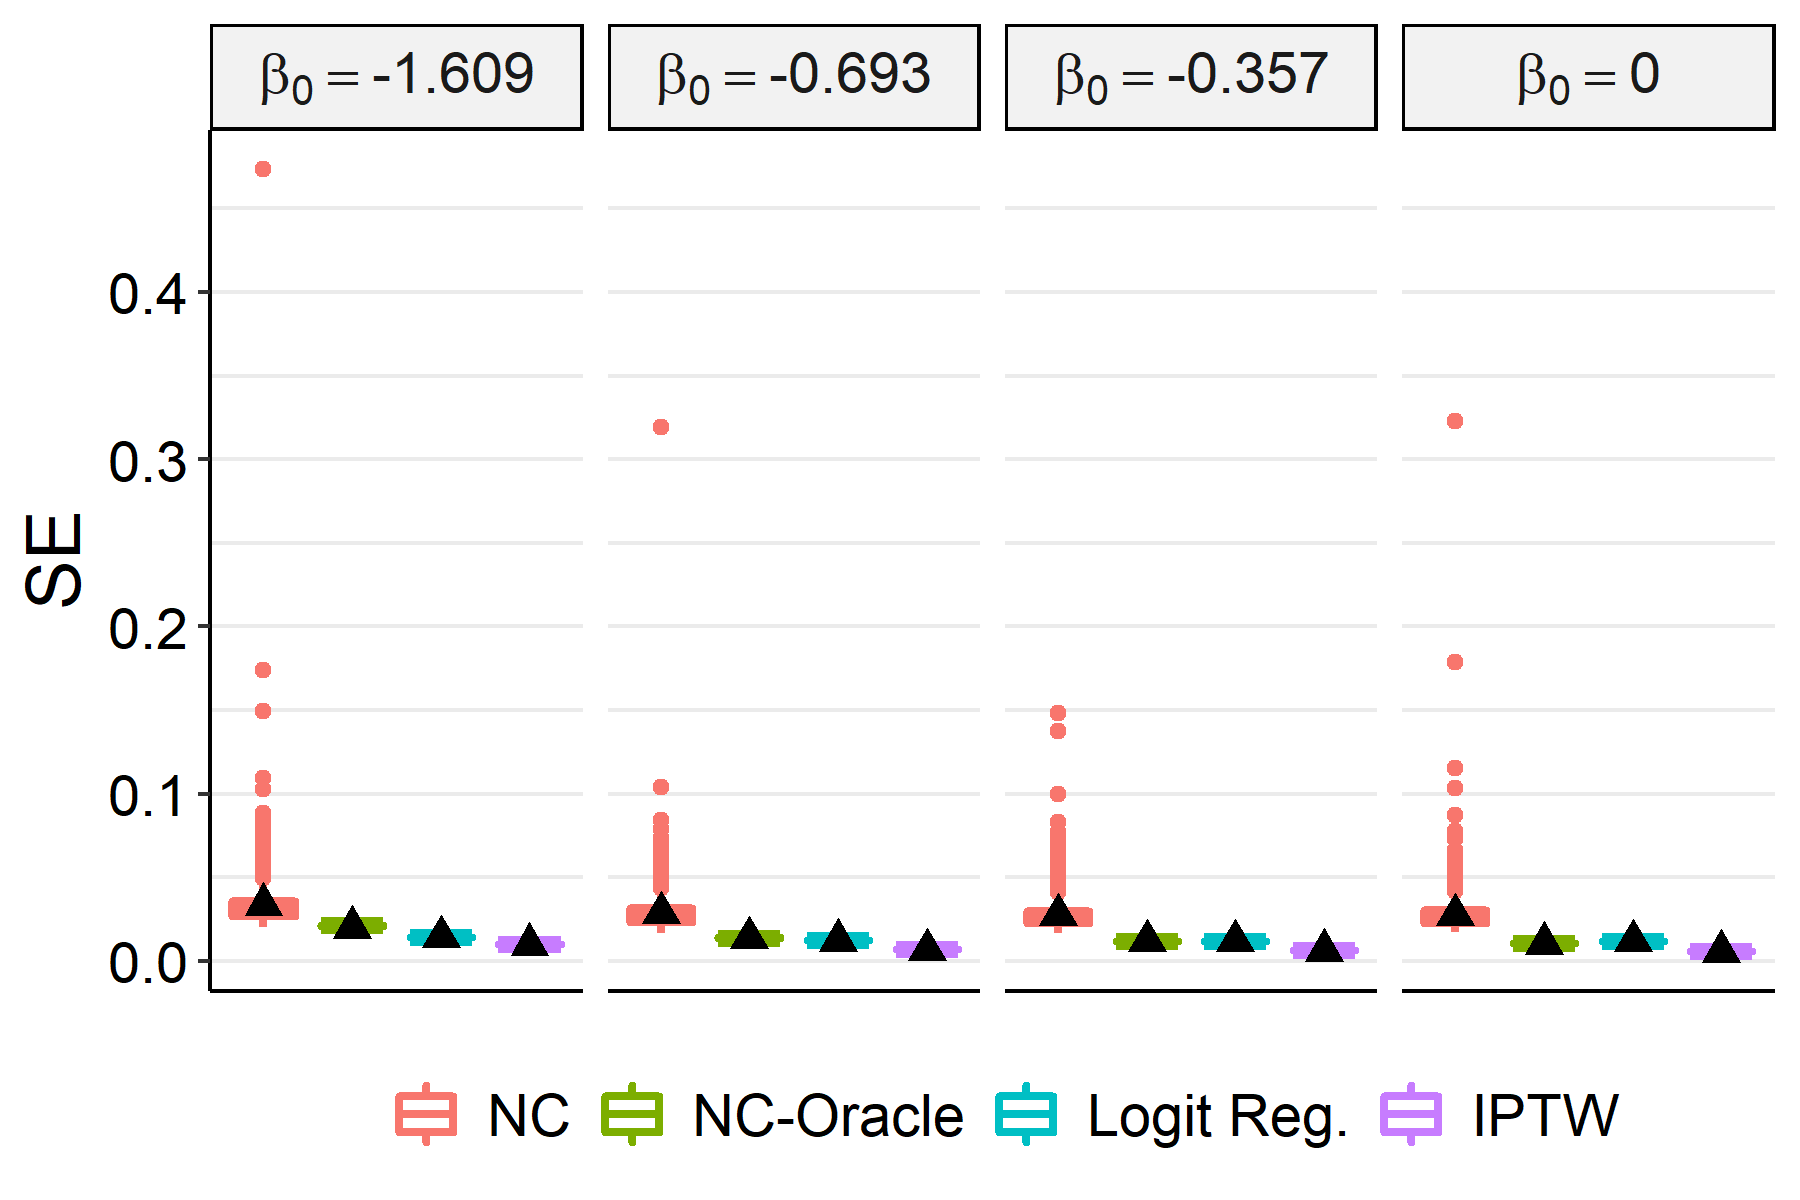 β₀ = -1.609
β₀ = -0.693
β₀ = -0.357
β₀ = 0
SE
0.4
0.3
0.2
0.1
0.0
NC
NC-Oracle
Logit Reg.
IPTW